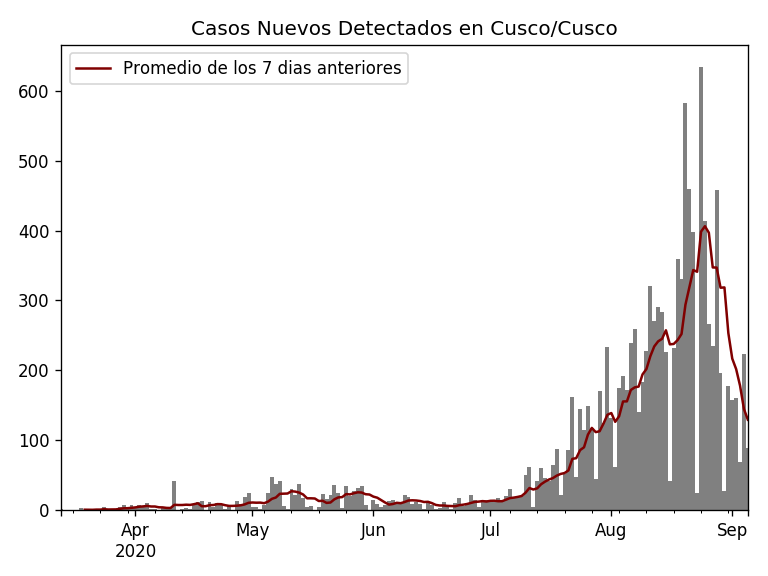 Casos Nuevos Detectados en Cusco/Cusco
Promedio de los 7 dias anteriores
600
500
400
300
200
100
0
Apr May Jun Jul Aug Sep
2020